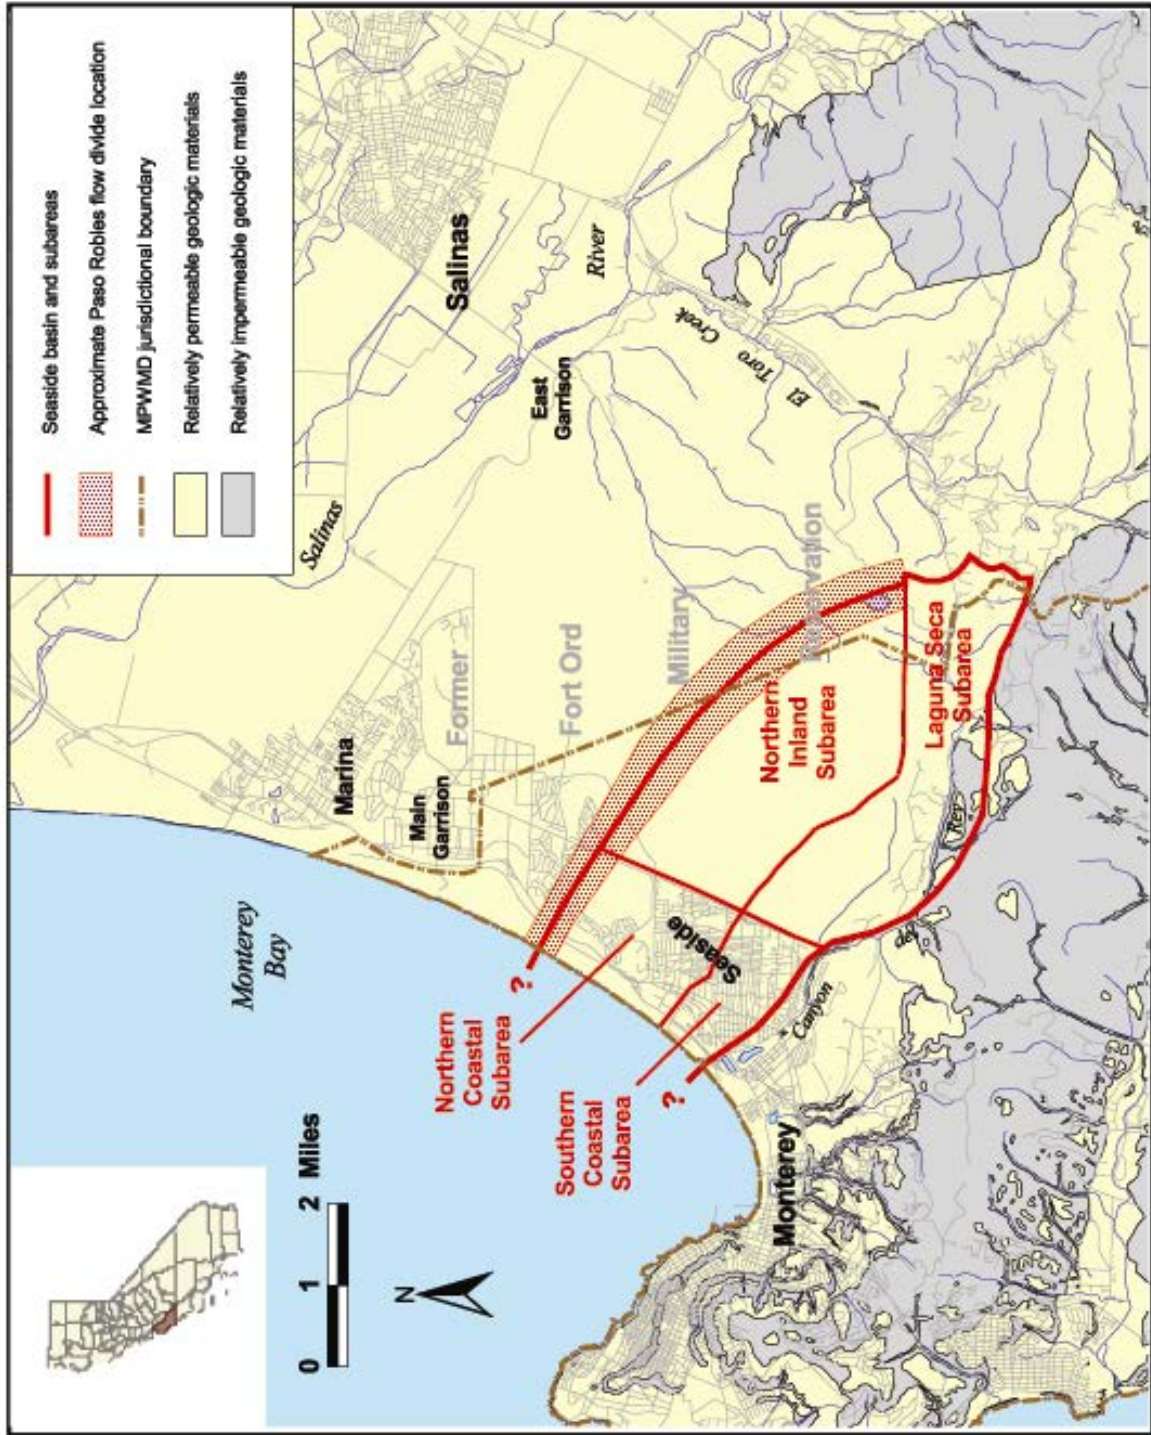 Seaside basin and subareas
Approximate Paso Robles flow divide location
MPWMD jurisdictional boundary
Relatively permeable geologic materials
Relatively impermeable geologic materials
0 1 2 Miles
N
Monterey
Bay
Salinas
Salinas
River
East
Garrison
El Toro Creek
Marina
Main
Garrison
Former
Fort Ord
Military
Reservation
Northern
Coastal
Subarea
?
Southern
Coastal
Subarea
?
Seaside
Northern
Inland
Subarea
Laguna Seca
Subarea
Canyon
del
Rey
Monterey